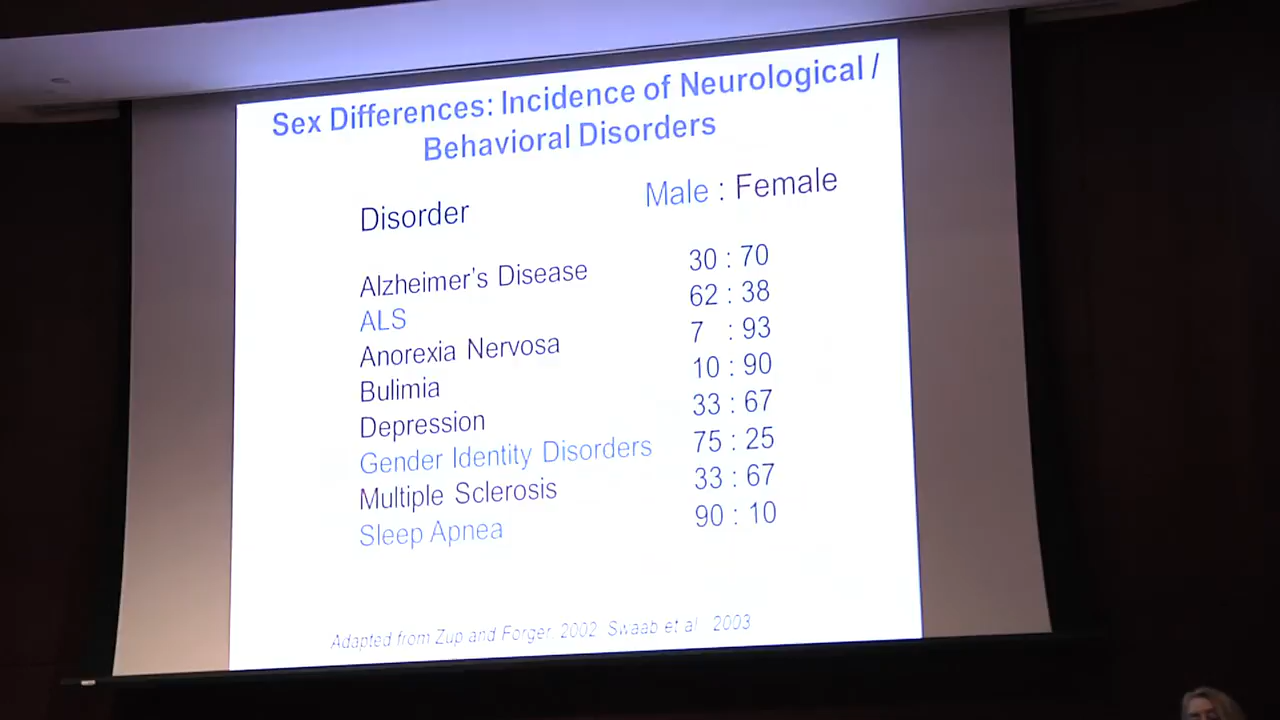 Sex Differences: Incidence of Neurological /
Behavioral Disorders
Disorder Male : Female
Alzheimer's Disease 30 : 70
ALS 62 : 38
Anorexia Nervosa 7 : 93
Bulimia 10 : 90
Depression 33 : 67
Gender Identity Disorders 75 : 25
Multiple Sclerosis 33 : 67
Sleep Apnea 90 : 10
Adapted from Zup and Forger, 2002 Swaab et al 2003